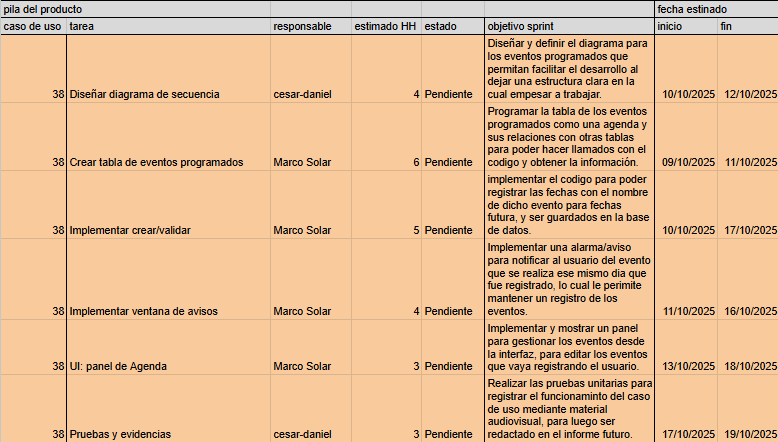 pila del producto fecha estinado
caso de uso tarea responsable estimado HH estado objetivo sprint inicio fin
Diseñar y definir el diagrama para
los eventos programados que
permitan facilitar el desarrollo al
dejar una estructura clara en la
38 Diseñar diagrama de secuencia cesar-daniel 4 Pendiente cual empesar a trabajar. 10/10/2025 12/10/2025
Programar la tabla de los eventos
programados como una agenda y
sus relaciones con otras tablas
para poder hacer llamados con el
38 Crear tabla de eventos programados Marco Solar 6 Pendiente codigo y obtener la información. 09/10/2025 11/10/2025
implementar el codigo para poder
registrar las fechas con el nombre
de dicho evento para fechas
futura, y ser guardados en la base
38 Implementar crear/validar Marco Solar 5 Pendiente de datos. 10/10/2025 17/10/2025
Implementar una alarma/aviso
para notificar al usuario del evento
que se realiza ese mismo dia que
fue registrado, lo cual le perimite
mantener un registro de los
38 Implementar ventana de avisos Marco Solar 4 Pendiente eventos. 11/10/2025 16/10/2025
Implementar y mostrar un panel
para gestionar los eventos desde
la interfaz, para editar los eventos
38 UI: panel de Agenda Marco Solar 3 Pendiente que vaya registrando el usuario. 13/10/2025 18/10/2025
Realizar las pruebas unitarias para
registrar el funcionaminto del caso
de uso mediante material
audiovisual, para luego ser
38 Pruebas y evidencias cesar-daniel 3 Pendiente redactado en el informe futuro. 17/10/2025 19/10/2025